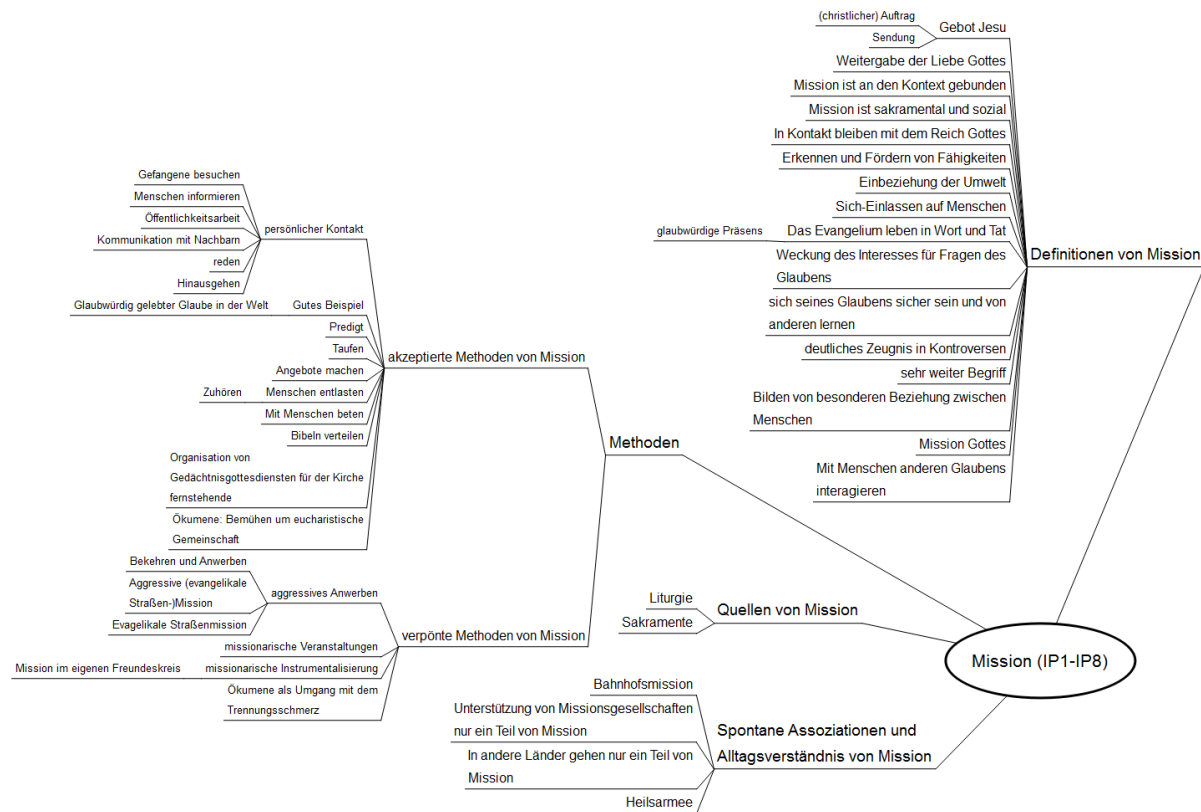 (christlicher) Auftrag
Sendung
Gebot Jesu
Weitergabe der Liebe Gottes
Mission ist an den Kontext gebunden
Mission ist sakramental und sozial
In Kontakt bleiben mit dem Reich Gottes
Erkennen und Fördern von Fähigkeiten
Einbeziehung der Umwelt
Sich-Einlassen auf Menschen
glaubwürdige Präsens
Das Evangelium leben in Wort und Tat
Weckung des Interesses für Fragen des
Glaubens
sich seines Glaubens sicher sein und von
anderen lernen
deutliches Zeugnis in Kontroversen
sehr weiter Begriff
Bilden von besonderen Beziehung zwischen
Menschen
Mission Gottes
Mit Menschen anderen Glaubens
interagieren
Definitionen von Mission
Gefangene besuchen
Menschen informieren
Öffentlichkeitsarbeit
Kommunikation mit Nachbarn
reden
Hinausgehen
persönlicher Kontakt
Glaubwürdig gelebter Glaube in der Welt
Gutes Beispiel
Predigt
Taufen
Angebote machen
Zuhören
Menschen entlasten
Mit Menschen beten
Bibeln verteilen
Organisation von
Gedächtnisgottesdiensten für der Kirche
fernstehende
Ökumene: Bemühen um eucharistische
Gemeinschaft
akzeptierte Methoden von Mission
Bekehren und Anwerben
Aggressive (evangelikale
Straßen-)Mission
Evagelikale Straßenmission
aggressives Anwerben
missionarische Veranstaltungen
Mission im eigenen Freundeskreis
missionarische Instrumentalisierung
Ökumene als Umgang mit dem
Trennungsschmerz
verpönte Methoden von Mission
Methoden
Liturgie
Sakramente
Quellen von Mission
Bahnhofsmission
Unterstützung von Missionsgesellschaften
nur ein Teil von Mission
In andere Länder gehen nur ein Teil von
Mission
Heilsarmee
Spontane Assoziationen und
Alltagsverständnis von Mission
Mission (IP1-IP8)